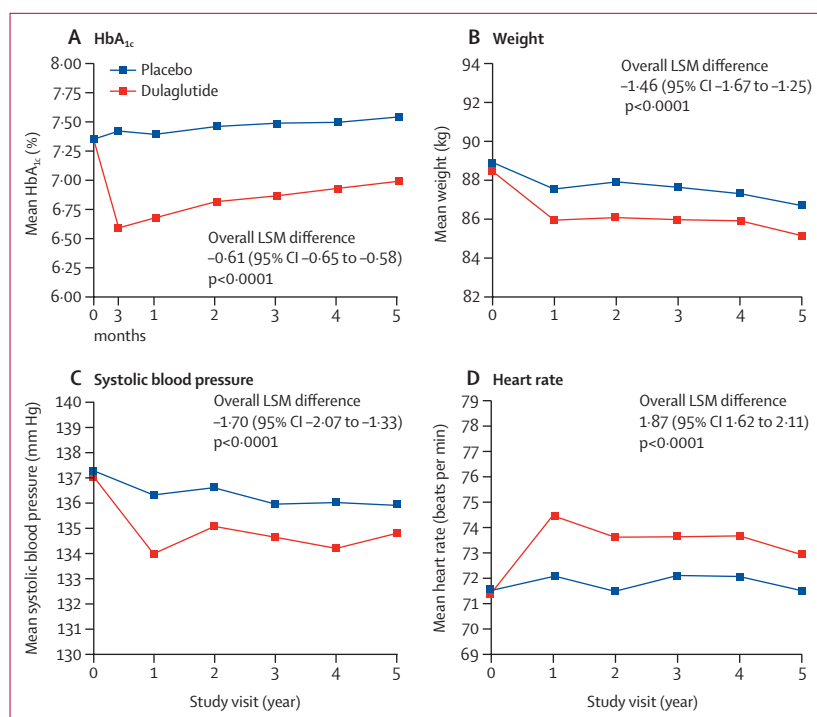 A HbA1c
8·00
7·75
7·50
7·25
7·00
6·75
6·50
6·25
6·00
Mean HbA1c (%)
Placebo
Dulaglutide
Overall LSM difference
–0·61 (95% CI –0·65 to –0·58)
p<0·0001
0 3 1 2 3 4 5
months
B Weight
94
92
90
88
86
84
82
Mean weight (kg)
Overall LSM difference
–1·46 (95% CI –1·67 to –1·25)
p<0·0001
0 1 2 3 4 5
C Systolic blood pressure
140
139
138
137
136
135
134
133
132
131
130
Mean systolic blood pressure (mm Hg)
Overall LSM difference
–1·70 (95% CI –2·07 to –1·33)
p<0·0001
0 1 2 3 4 5
Study visit (year)
D Heart rate
79
78
77
76
75
74
73
72
71
70
69
Mean heart rate (beats per min)
Overall LSM difference
1·87 (95% CI 1·62 to 2·11)
p<0·0001
0 1 2 3 4 5
Study visit (year)